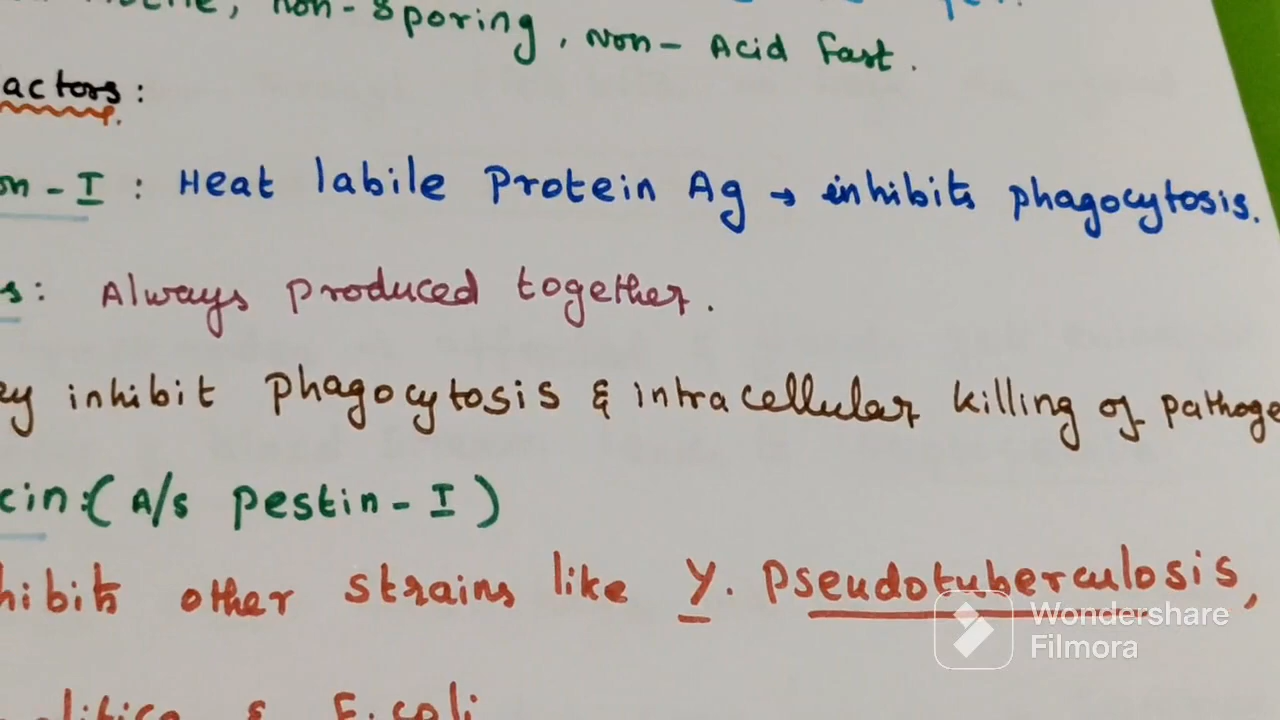 non-sporing, Non- Acid Fast.
actors:
on - I : Heat labile Protein Ag → inhibits phagocytosis.
s: Always produced together.
ey inhibit Phagocytosis & intracellular killing of pathoge
cin:(A/s pestin - I)
hibits other strains like Y. Pseudotuberculosis,
& E.coli
Wondershare
Filmora